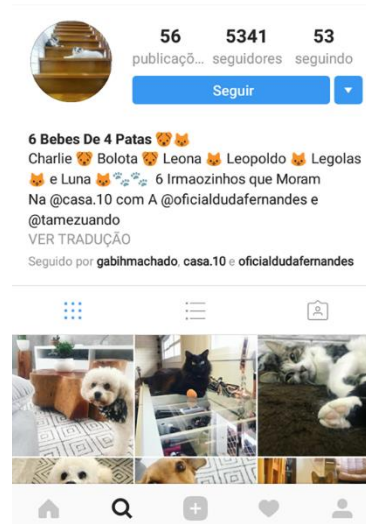 56 5341 53
publicaçõ... seguidores seguindo
Seguir
6 Bebes De 4 Patas
Charlie Bolota Leona Leopoldo Legolas
e Luna 6 Irmaozinhos que Moram
Na @casa.10 com A @oficialdudafernandes e
@tamezuando
VER TRADUÇÃO
Seguido por gabihmachado, casa.10 e oficialdudafernandes